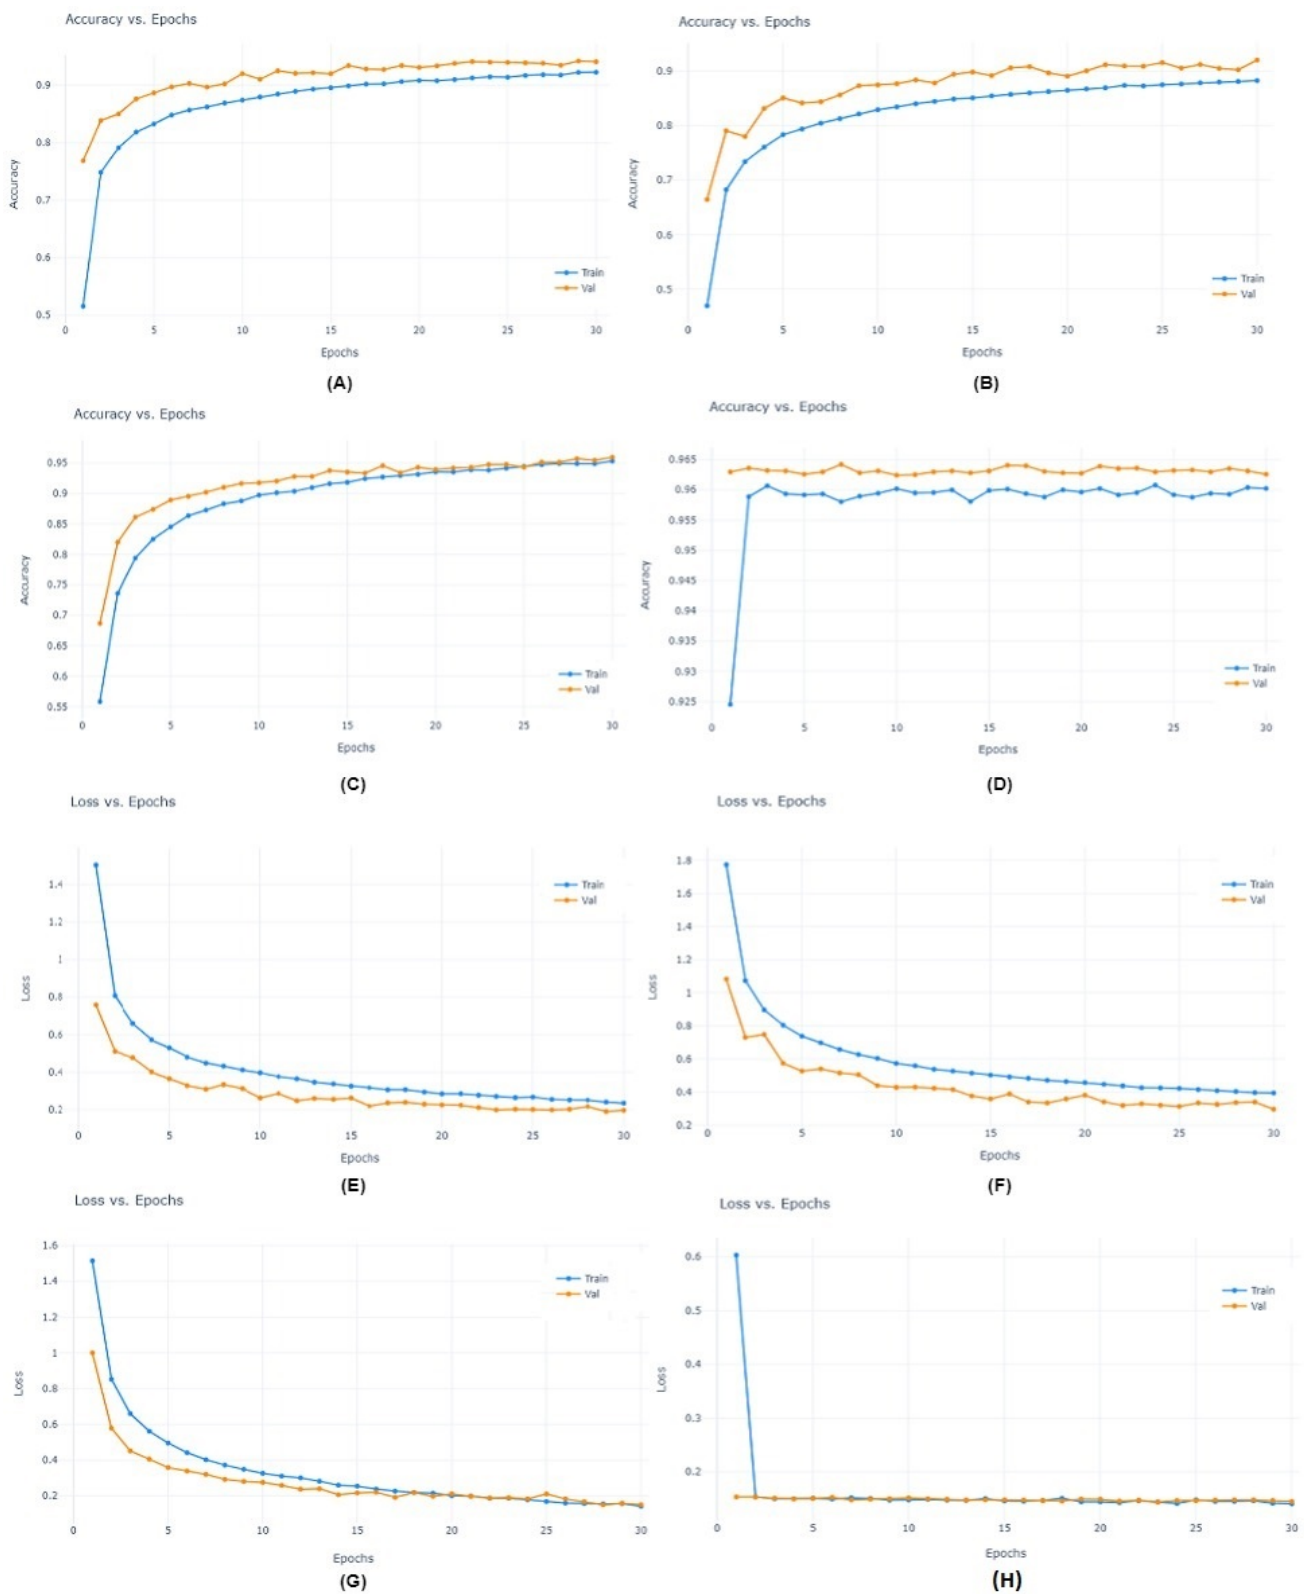 Accuracy vs. Epochs
0.9
0.8
0.7
0.6
0.5
Accuracy
0 5 10 15 20 25 30
Epochs
Train
Val
(A)
Accuracy vs. Epochs
0.9
0.8
0.7
0.6
0.5
Accuracy
0 5 10 15 20 25 30
Epochs
Train
Val
(B)
Accuracy vs. Epochs
0.95
0.9
0.85
0.8
0.75
0.7
0.65
0.6
0.55
Accuracy
0 5 10 15 20 25 30
Epochs
Train
Val
(C)
Accuracy vs. Epochs
0.965
0.96
0.955
0.95
0.945
0.94
0.935
0.93
0.925
Accuracy
0 5 10 15 20 25 30
Epochs
Train
Val
(D)
Loss vs. Epochs
1.4
1.2
1
0.8
0.6
0.4
0.2
Loss
0 5 10 15 20 25 30
Epochs
Train
Val
(E)
Loss vs. Epochs
1.8
1.6
1.4
1.2
1
0.8
0.6
0.4
0.2
Loss
0 5 10 15 20 25 30
Epochs
Train
Val
(F)
Loss vs. Epochs
1.6
1.4
1.2
1
0.8
0.6
0.4
0.2
Loss
0 5 10 15 20 25 30
Epochs
Train
Val
(G)
Loss vs. Epochs
0.6
0.5
0.4
0.3
0.2
Loss
0 5 10 15 20 25 30
Epochs
Train
Val
(H)